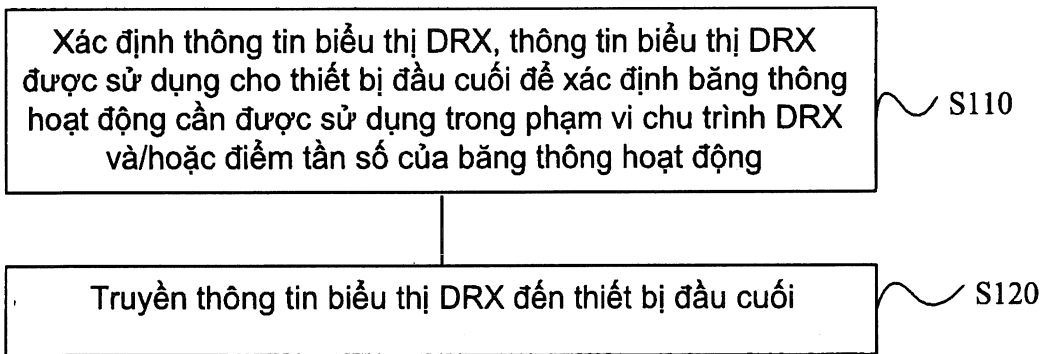 Xác định thông tin biểu thị DRX, thông tin biểu thị DRX
được sử dụng cho thiết bị đầu cuối để xác định băng thông
hoạt động cần được sử dụng trong phạm vi chu trình DRX
và/hoặc điểm tần số của băng thông hoạt động
S110
Truyền thông tin biểu thị DRX đến thiết bị đầu cuối
S120